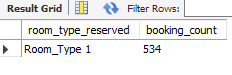 Result Grid Filter Rows:
room_type_reserved booking_count
Room_Type 1 534